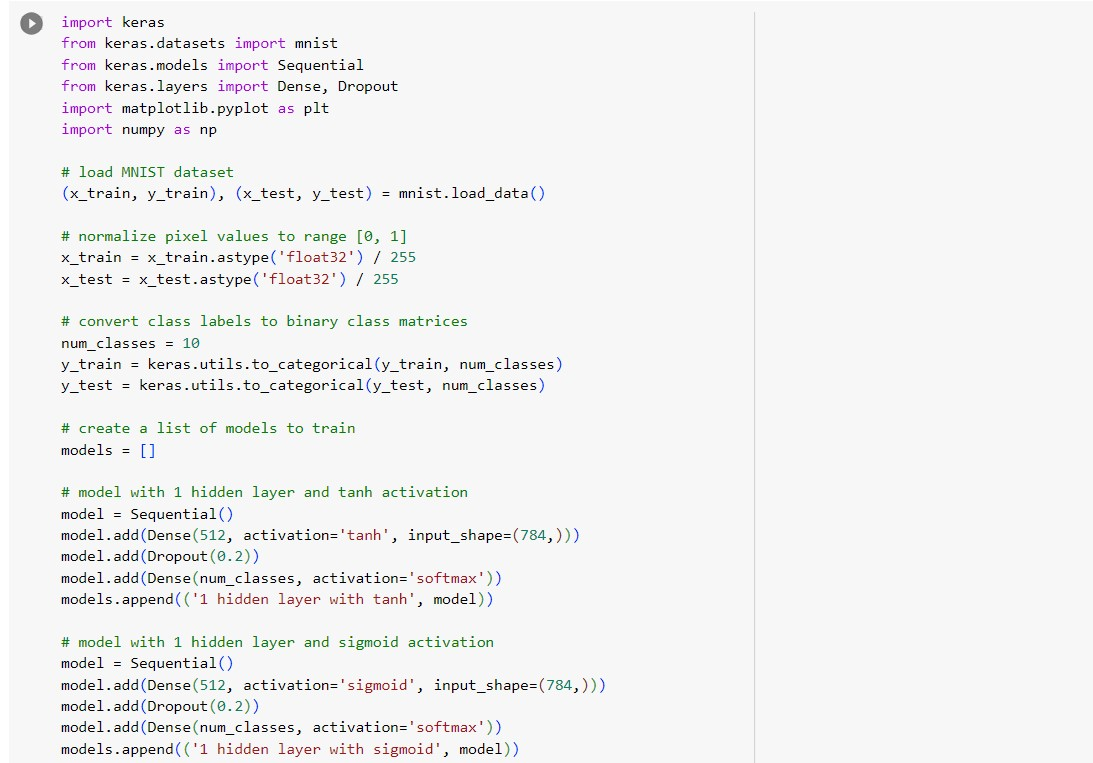 import keras
from keras.datasets import mnist
from keras.models import Sequential
from keras.layers import Dense, Dropout
import matplotlib.pyplot as plt
import numpy as np
# load MNIST dataset
(x_train, y_train), (x_test, y_test) = mnist.load_data()
# normalize pixel values to range [0, 1]
x_train = x_train.astype('float32') / 255
x_test = x_test.astype('float32') / 255
# convert class labels to binary class matrices
num_classes = 10
y_train = keras.utils.to_categorical(y_train, num_classes)
y_test = keras.utils.to_categorical(y_test, num_classes)
# create a list of models to train
models = []
# model with 1 hidden layer and tanh activation
model = Sequential()
model.add(Dense(512, activation='tanh', input_shape=(784,)))
model.add(Dropout(0.2))
model.add(Dense(num_classes, activation='softmax'))
models.append(('1 hidden layer with tanh', model))
# model with 1 hidden layer and sigmoid activation
model = Sequential()
model.add(Dense(512, activation='sigmoid', input_shape=(784,)))
model.add(Dropout(0.2))
model.add(Dense(num_classes, activation='softmax'))
models.append(('1 hidden layer with sigmoid', model))